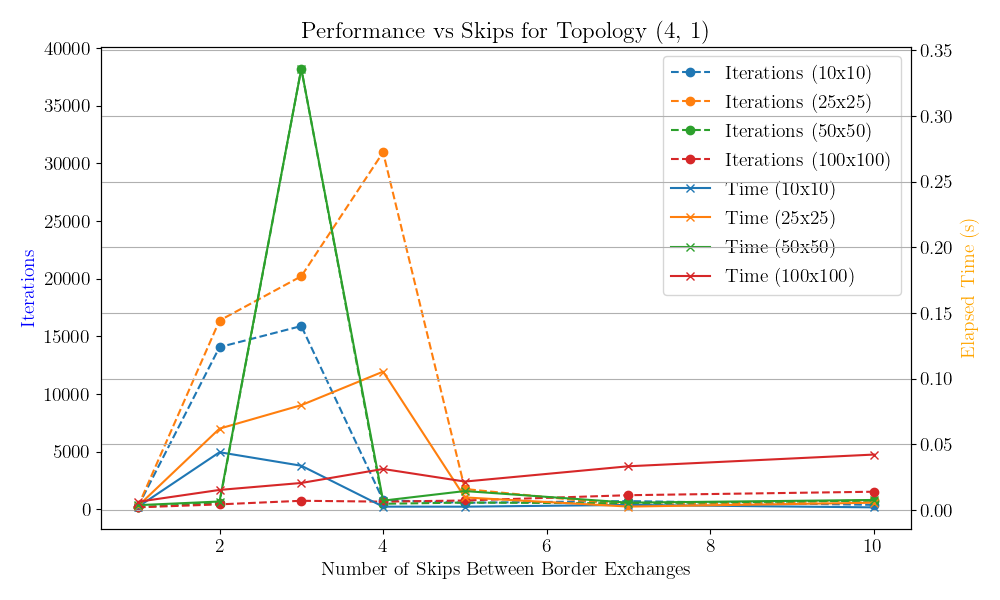 Performance vs Skips for Topology (4, 1)
40000
35000
30000
25000
20000
15000
10000
5000
0
Iterations
0.35
0.30
0.25
0.20
0.15
0.10
0.05
0.00
Elapsed Time (s)
Iterations (10x10)
Iterations (25x25)
Iterations (50x50)
Iterations (100x100)
Time (10x10)
Time (25x25)
Time (50x50)
Time (100x100)
2 4 6 8 10
Number of Skips Between Border Exchanges